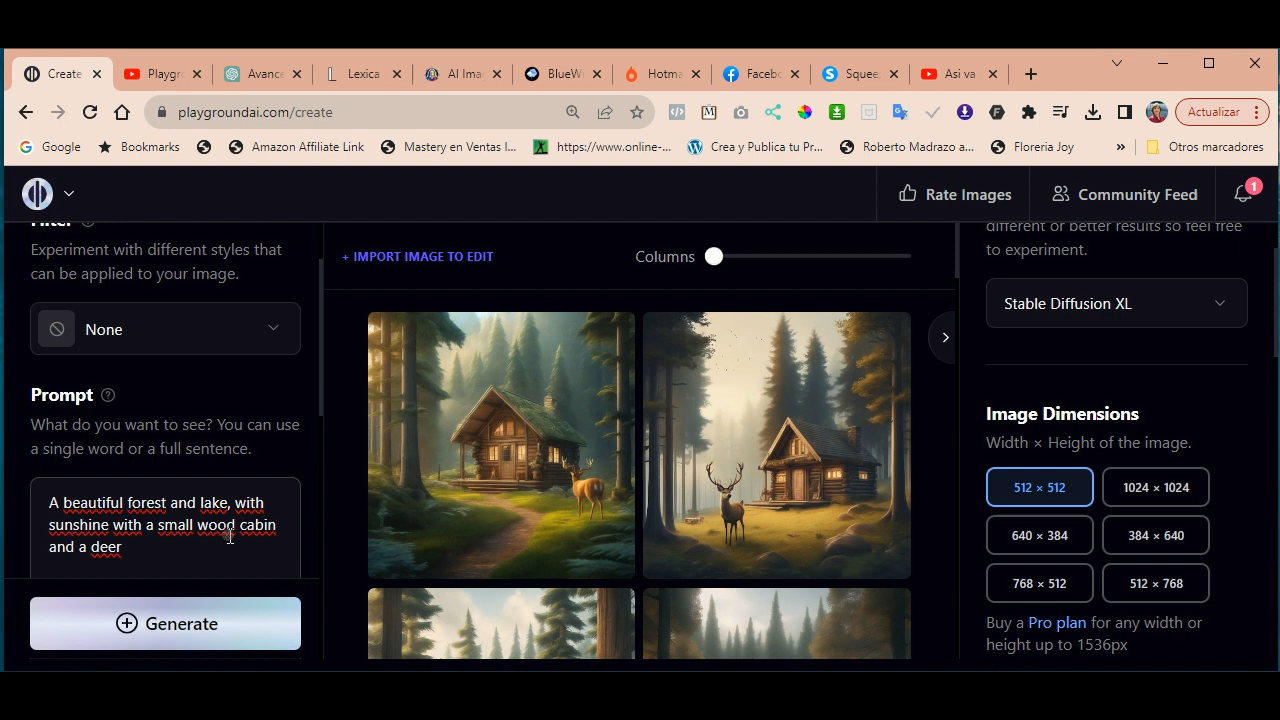 Create
Playgr
Avance
Lexica
AI Ima
BlueWi
Hotma
Facebo
Squee
Asi va
playgroundai.com/create
Actualizar
Google
Bookmarks
Amazon Affiliate Link
Mastery en Ventas I...
https://www.online-...
Crea y Publica tu Pr...
Roberto Madrazo a...
Floreria Joy
»
Otros marcadores
Rate Images
Community Feed
1
Filter
Experiment with different styles that
can be applied to your image.
None
Prompt
What do you want to see? You can use
a single word or a full sentence.
A beautiful forest and lake, with
sunshine with a small wood cabin
and a deer
Generate
+ IMPORT IMAGE TO EDIT
Columns
different or better results so feel free
to experiment.
Stable Diffusion XL
Image Dimensions
Width × Height of the image.
512 × 512
1024 × 1024
640 × 384
384 × 640
768 × 512
512 × 768
Buy a Pro plan for any width or
height up to 1536px